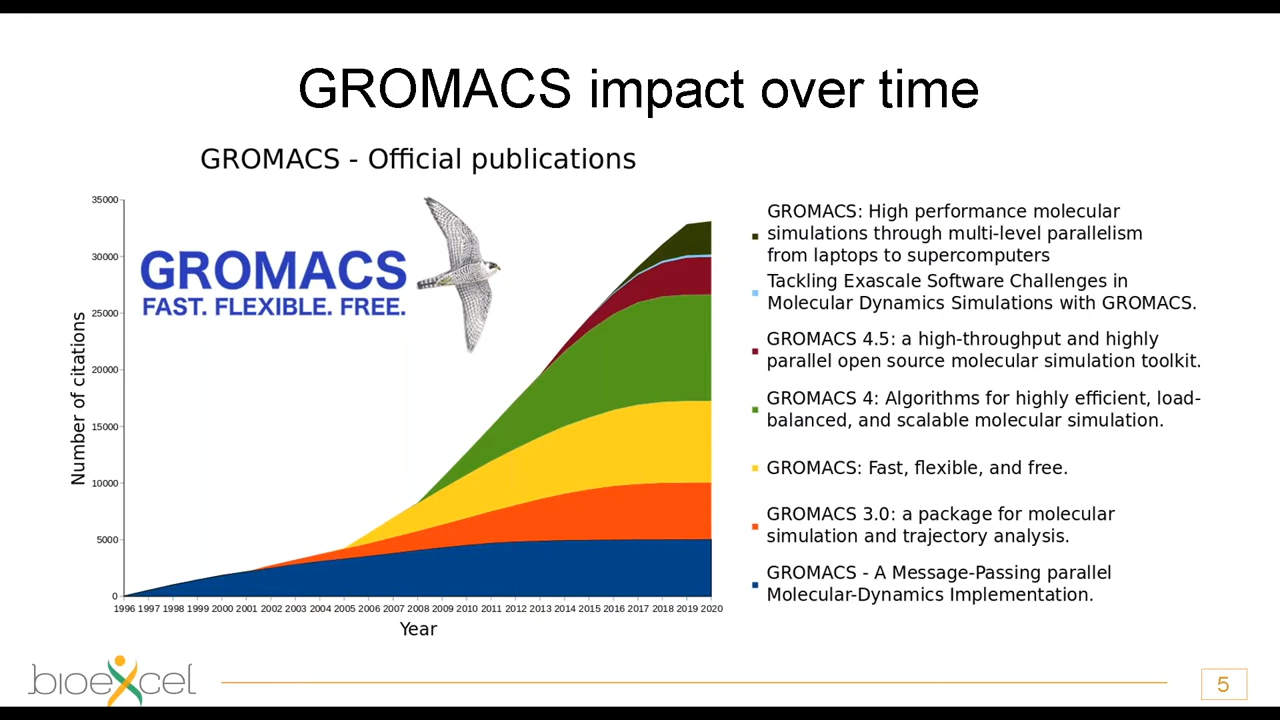 GROMACS impact over time
GROMACS - Official publications
35000
30000
25000
20000
15000
10000
5000
0
Number of citations
GROMACS
FAST. FLEXIBLE. FREE.
1996 1997 1998 1999 2000 2001 2002 2003 2004 2005 2006 2007 2008 2009 2010 2011 2012 2013 2014 2015 2016 2017 2018 2019 2020
Year
GROMACS: High performance molecular
simulations through multi-level parallelism
from laptops to supercomputers
Tackling Exascale Software Challenges in
Molecular Dynamics Simulations with GROMACS.
GROMACS 4.5: a high-throughput and highly
parallel open source molecular simulation toolkit.
GROMACS 4: Algorithms for highly efficient, load-
balanced, and scalable molecular simulation.
GROMACS: Fast, flexible, and free.
GROMACS 3.0: a package for molecular
simulation and trajectory analysis.
GROMACS - A Message-Passing parallel
Molecular-Dynamics Implementation.
bioexcel
5